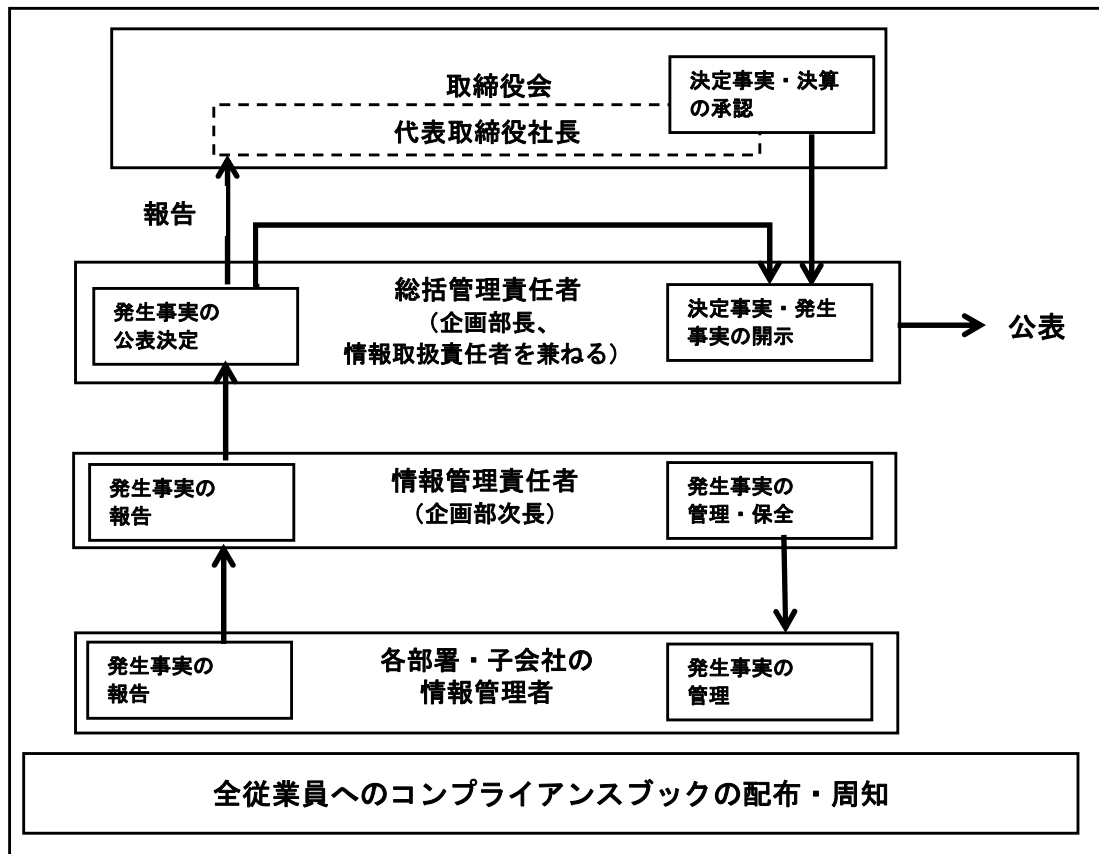 取締役会
代表取締役社長
決定事実・決算
の承認
報告
発生事実の
公表決定
総括管理責任者
（企画部長、
情報取扱責任者を兼ねる）
決定事実・発生
事実の開示
公表
発生事実の
報告
情報管理責任者
（企画部次長）
発生事実の
管理・保全
発生事実の
報告
各部署・子会社の
情報管理者
発生事実の
管理
全従業員へのコンプライアンスブックの配布・周知